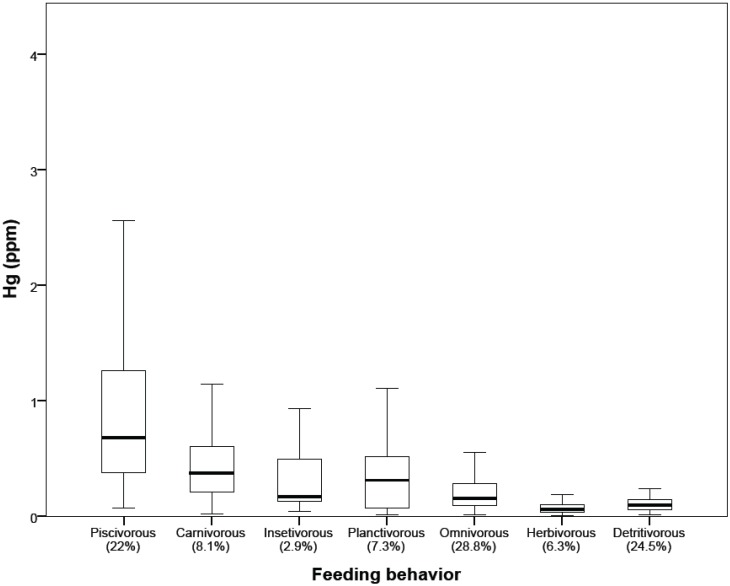 4
3
2
1
0
Hg (ppm)
Piscivorous Carnivorous Insetivorous Planctivorous Omnivorous Herbivorous Detritivorous
(22%) (8.1%) (2.9%) (7.3%) (28.8%) (6.3%) (24.5%)
Feeding behavior